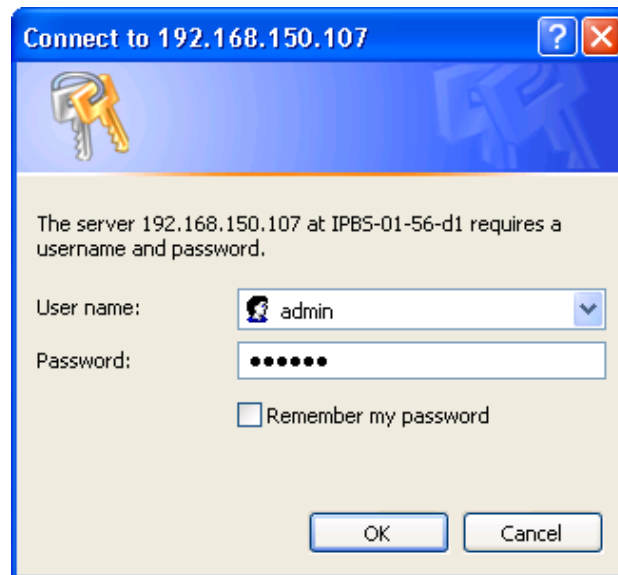 Connect to 192.168.150.107
?
The server 192.168.150.107 at IPBS-01-56-d1 requires a
username and password.
User name:
admin
Password:
●●●●●●
Remember my password
OK
Cancel